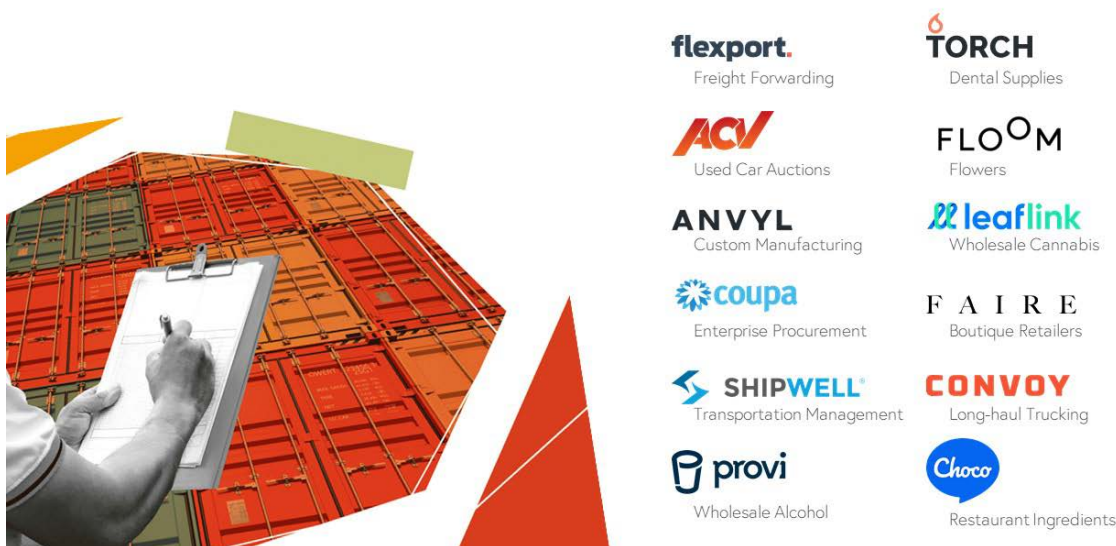 flexport.
Freight Forwarding
TORCH
Dental Supplies
ACV
Used Car Auctions
FLOOM
Flowers
ANVYL
Custom Manufacturing
leaflink
Wholesale Cannabis
coupa
Enterprise Procurement
FAIRE
Boutique Retailers
SHIPWELL®
Transportation Management
CONVOY
Long-haul Trucking
provi
Wholesale Alcohol
Choco
Restaurant Ingredients